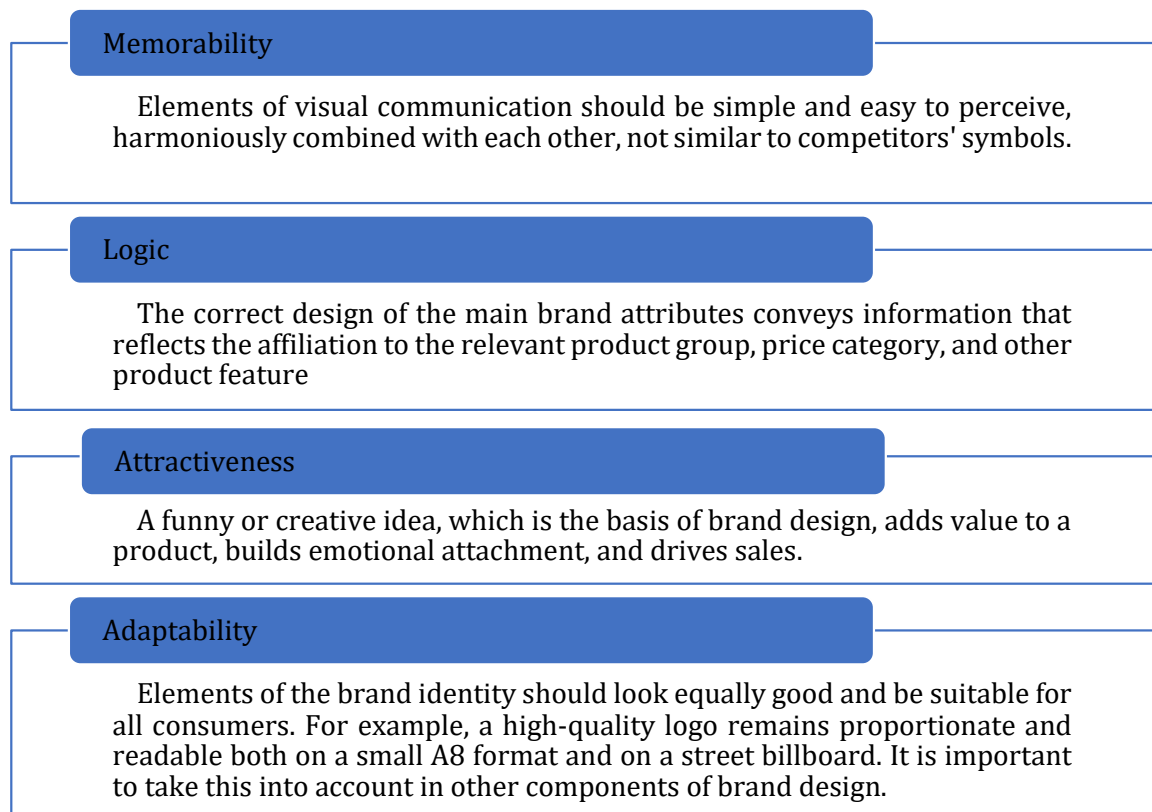 Memorability
Elements of visual communication should be simple and easy to perceive,
harmoniously combined with each other, not similar to competitors' symbols.
Logic
The correct design of the main brand attributes conveys information that
reflects the affiliation to the relevant product group, price category, and other
product feature
Attractiveness
A funny or creative idea, which is the basis of brand design, adds value to a
product, builds emotional attachment, and drives sales.
Adaptability
Elements of the brand identity should look equally good and be suitable for
all consumers. For example, a high-quality logo remains proportionate and
readable both on a small A8 format and on a street billboard. It is important
to take this into account in other components of brand design.